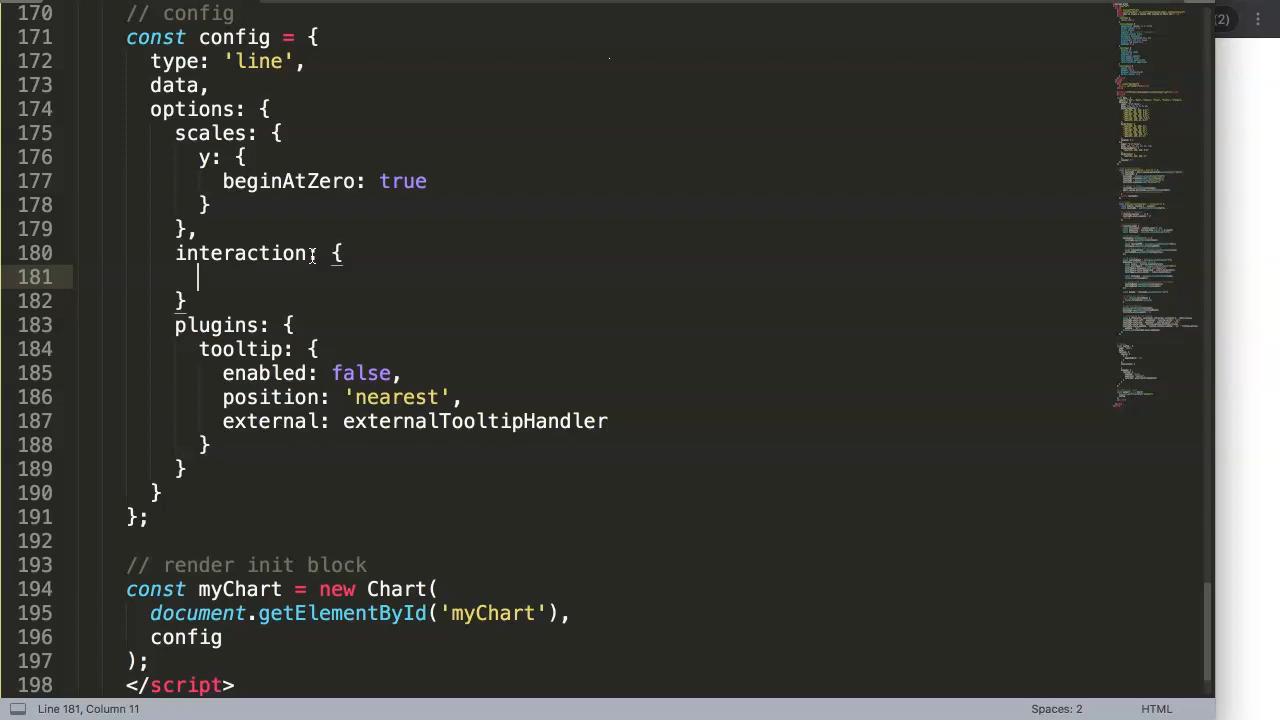 170 // config
171 const config = {
172 type: 'line',
173 data,
174 options: {
175 scales: {
176 y: {
177 beginAtZero: true
178 }
179 },
180 interaction: {
181
182 }
183 plugins: {
184 tooltip: {
185 enabled: false,
186 position: 'nearest',
187 external: externalTooltipHandler
188 }
189 }
190 }
191 };
192
193 // render init block
194 const myChart = new Chart(
195 document.getElementById('myChart'),
196 config
197 );
198 </script>
Line 181, Column 11
Spaces: 2
HTML
(2)